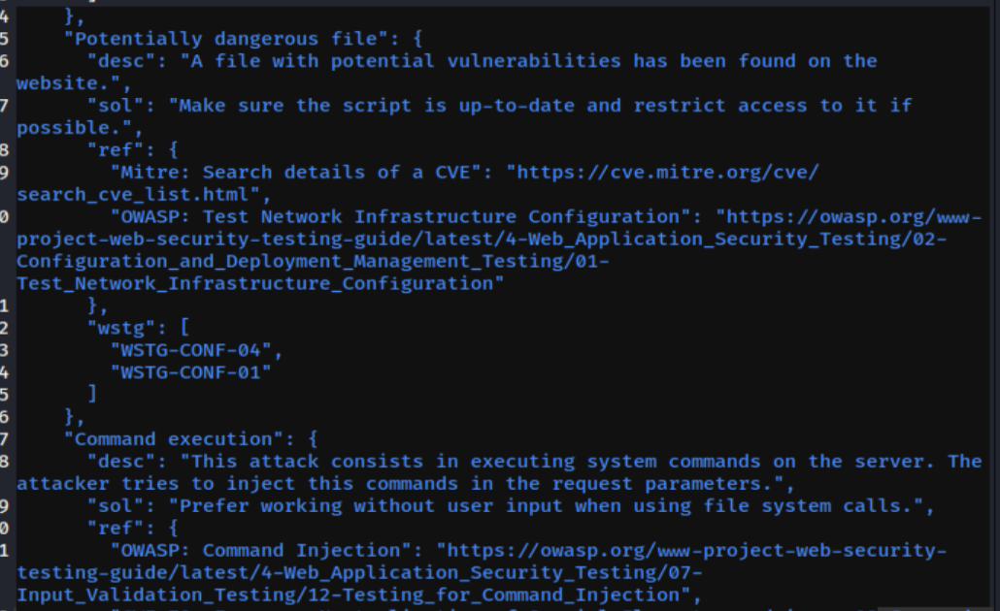 4 },
5 "Potentially dangerous file": {
6 "desc": "A file with potential vulnerabilities has been found on the
website.",
7 "sol": "Make sure the script is up-to-date and restrict access to it if
possible.",
8 "ref": {
9 "Mitre: Search details of a CVE": "https://cve.mitre.org/cve/
search_cve_list.html",
0 "OWASP: Test Network Infrastructure Configuration": "https://owasp.org/www-
project-web-security-testing-guide/latest/4-Web_Application_Security_Testing/02-
Configuration_and_Deployment_Management_Testing/01-
Test_Network_Infrastructure_Configuration"
1 },
2 "wstg": [
3 "WSTG-CONF-04",
4 "WSTG-CONF-01"
5 ]
6 },
7 "Command execution": {
8 "desc": "This attack consists in executing system commands on the server. The
attacker tries to inject this commands in the request parameters.",
9 "sol": "Prefer working without user input when using file system calls.",
0 "ref": {
1 "OWASP: Command Injection": "https://owasp.org/www-project-web-security-
testing-guide/latest/4-Web_Application_Security_Testing/07-
Input_Validation_Testing/12-Testing_for_Command_Injection",